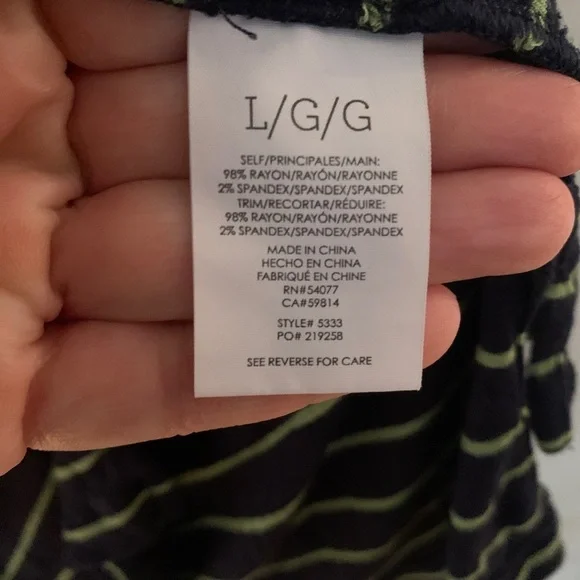 L/G/G
SELF/PRINCIPALES/MAIN:
98% RAYON/RAYÓN/RAYONNE
2% SPANDEX/SPANDEX/SPANDEX
TRIM/RECORTAR/RÉDUIRE:
98% RAYON/RAYÓN/RAYONNE
2% SPANDEX/SPANDEX/SPANDEX
MADE IN CHINA
HECHO EN CHINA
FABRIQUÉ EN CHINE
RN#54077
CA#59814
STYLE# 5333
PO# 219258
SEE REVERSE FOR CARE